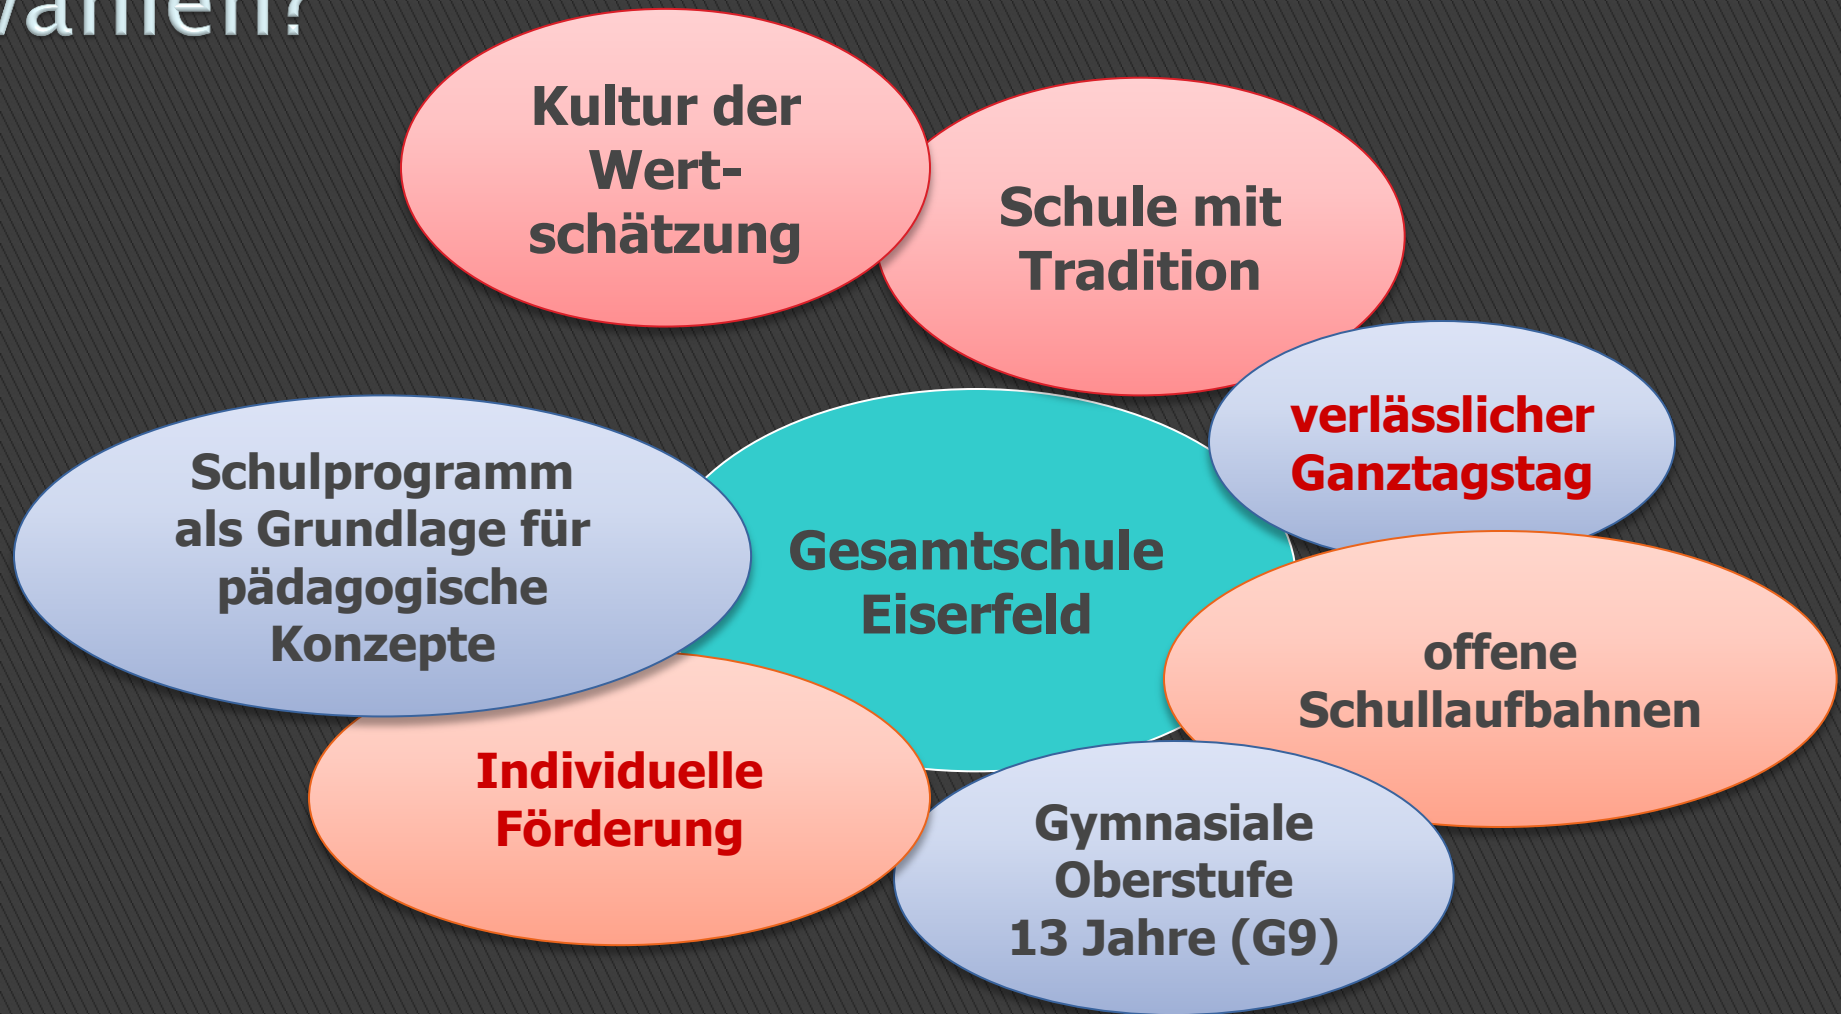 wählen?
Kultur der
Wert-
schätzung
Schule mit
Tradition
verlässlicher
Ganztagstag
Schulprogramm
als Grundlage für
pädagogische
Konzepte
Gesamtschule
Eiserfeld
offene
Schullaufbahnen
Individuelle
Förderung
Gymnasiale
Oberstufe
13 Jahre (G9)